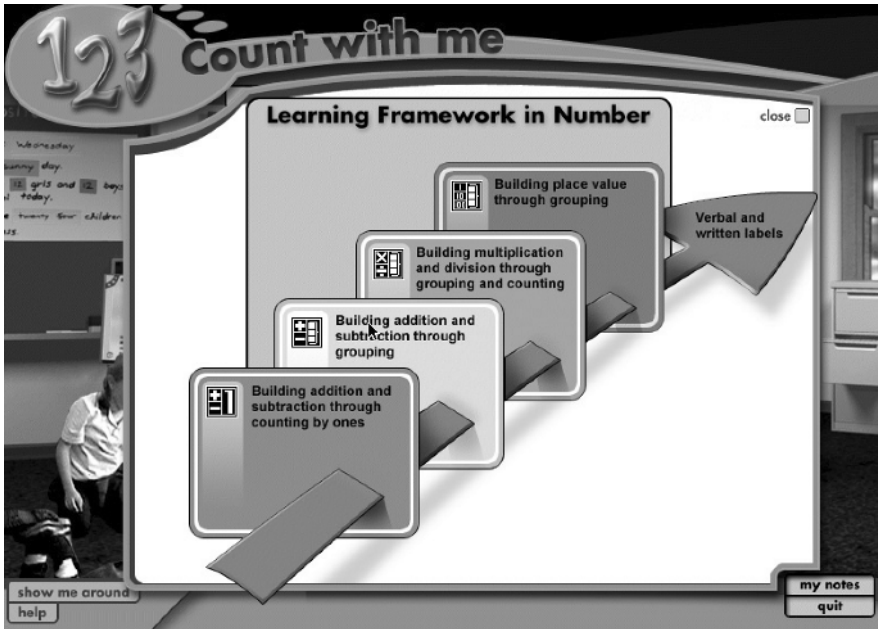 123 Count with me
Learning Framework in Number
close
Wednesday
day.
12 girls and 12 boys
today.
twenty four children
Building place value
through grouping
Verbal and
written labels
Building multiplication
and division through
grouping and counting
Building addition and
subtraction through
grouping
Building addition and
subtraction through
counting by ones
show me around
help
my notes
quit